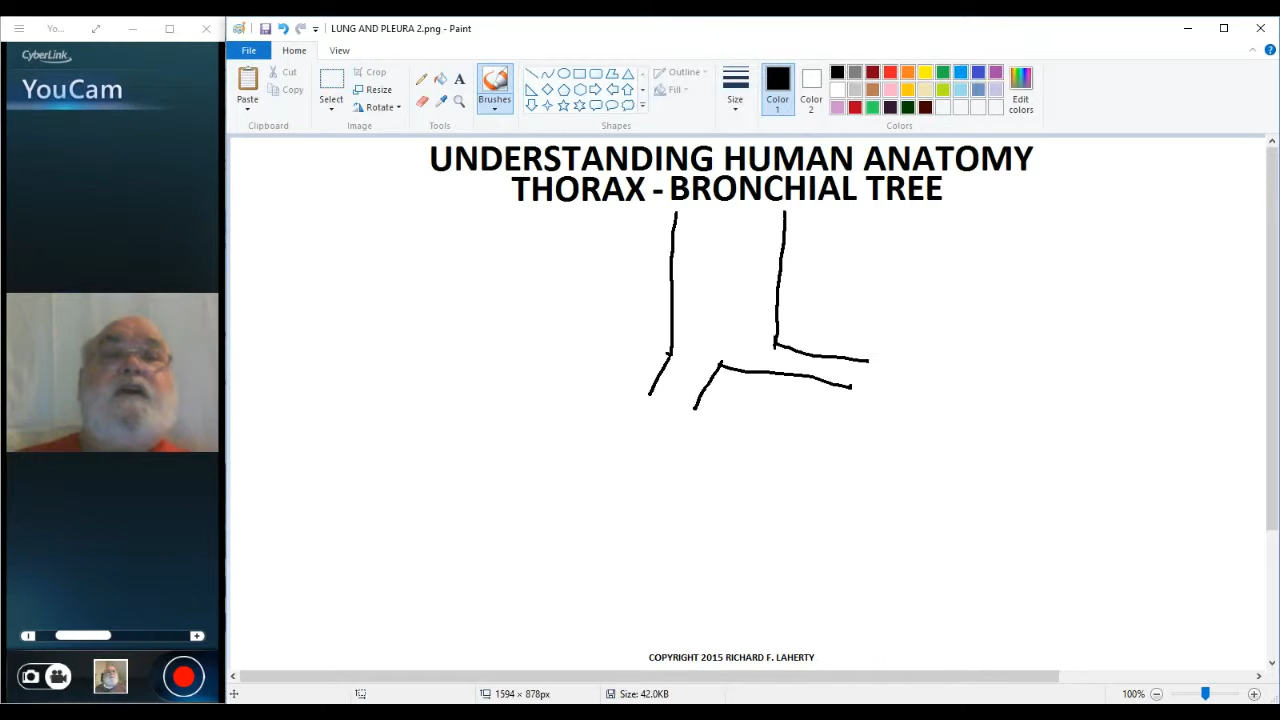 Yo...
CyberLink
YouCam
LUNG AND PLEURA 2.png - Paint
File
Home
View
Paste
Cut
Copy
Clipboard
Select
Crop
Resize
Rotate
Image
A
Tools
Brushes
Outline
Fill
Shapes
Size
Color
1
Color
2
Edit
colors
Colors
UNDERSTANDING HUMAN ANATOMY
THORAX - BRONCHIAL TREE
COPYRIGHT 2015 RICHARD F. LAHERTY
1594 × 878px
Size: 42.0KB
100%